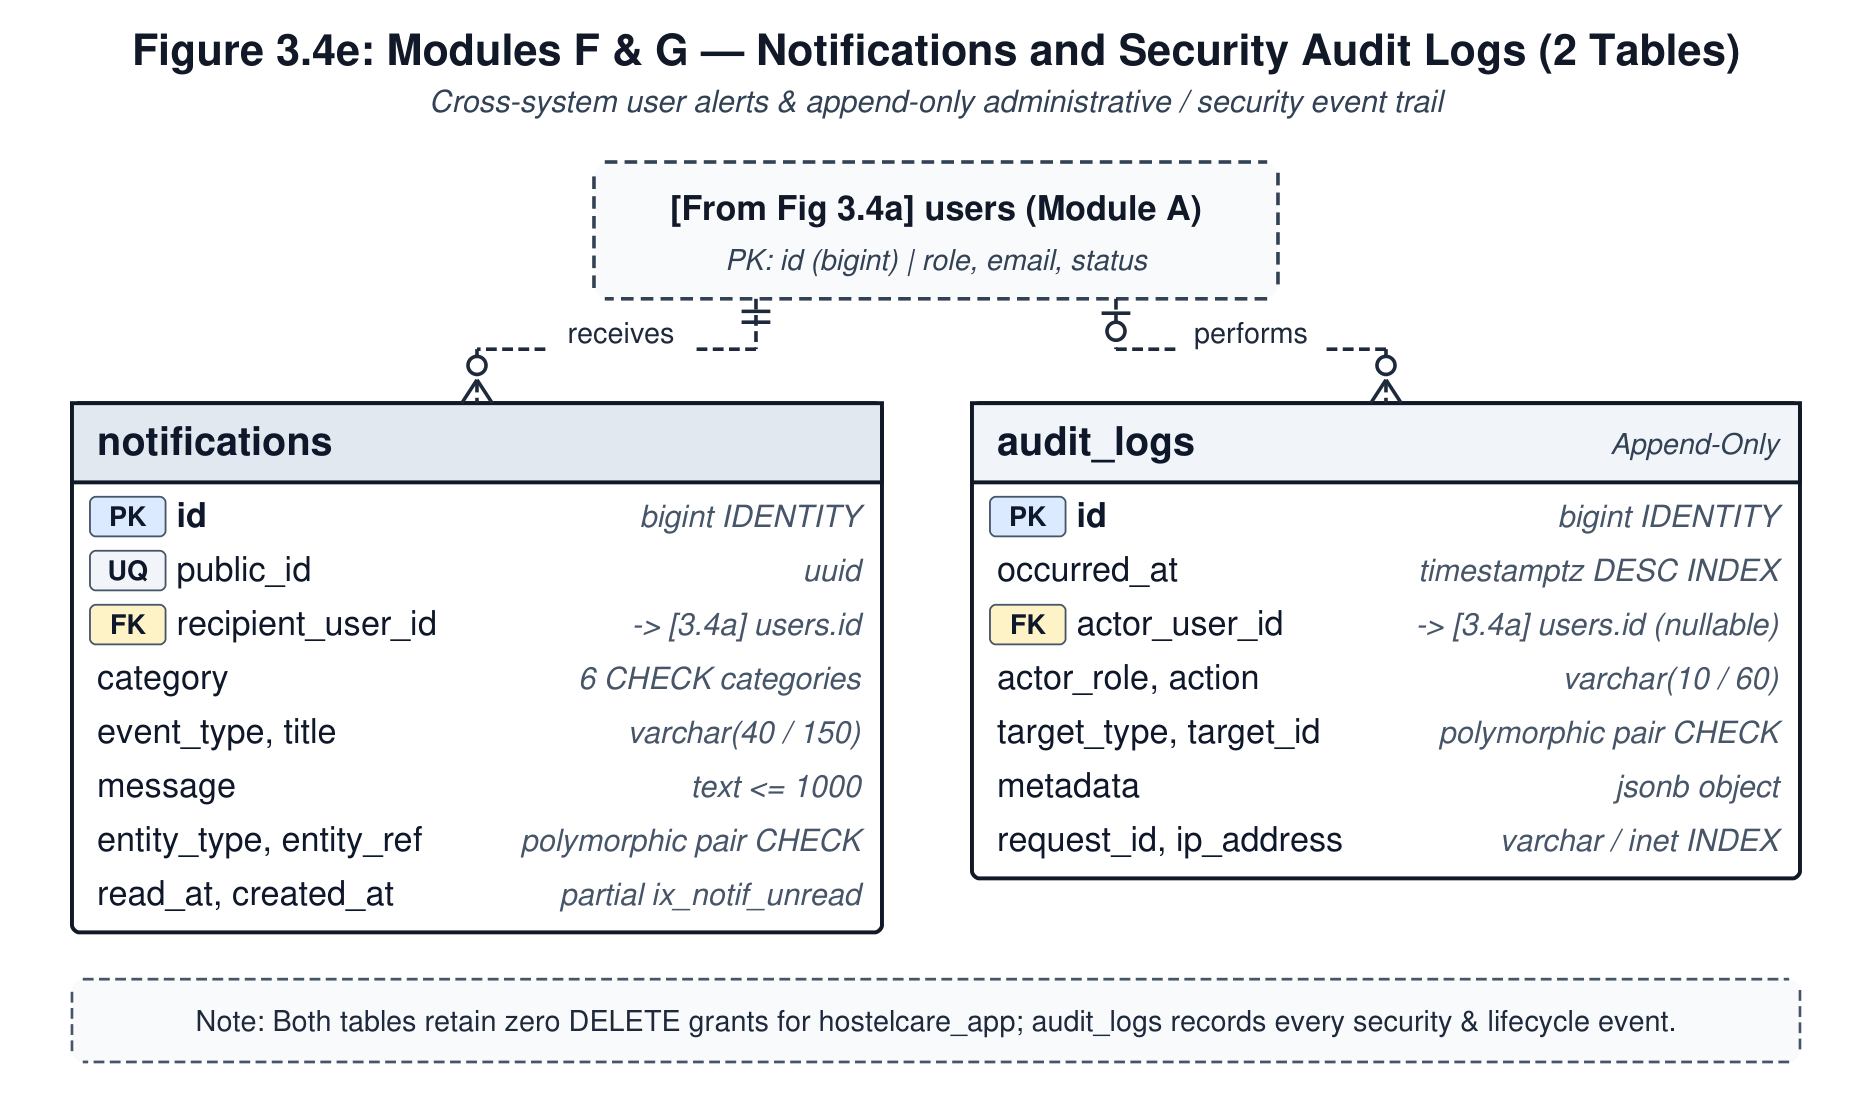 Figure 3.4e: Modules F & G — Notifications and Security Audit Logs (2 Tables)
Cross-system user alerts & append-only administrative / security event trail
[From Fig 3.4a] users (Module A)
PK: id (bigint) | role, email, status
receives
performs
notifications
PK id bigint IDENTITY
UQ public_id uuid
FK recipient_user_id -> [3.4a] users.id
category 6 CHECK categories
event_type, title varchar(40 / 150)
message text <= 1000
entity_type, entity_ref polymorphic pair CHECK
read_at, created_at partial ix_notif_unread
audit_logs Append-Only
PK id bigint IDENTITY
occurred_at timestamptz DESC INDEX
FK actor_user_id -> [3.4a] users.id (nullable)
actor_role, action varchar(10 / 60)
target_type, target_id polymorphic pair CHECK
metadata jsonb object
request_id, ip_address varchar / inet INDEX
Note: Both tables retain zero DELETE grants for hostelcare_app; audit_logs records every security & lifecycle event.